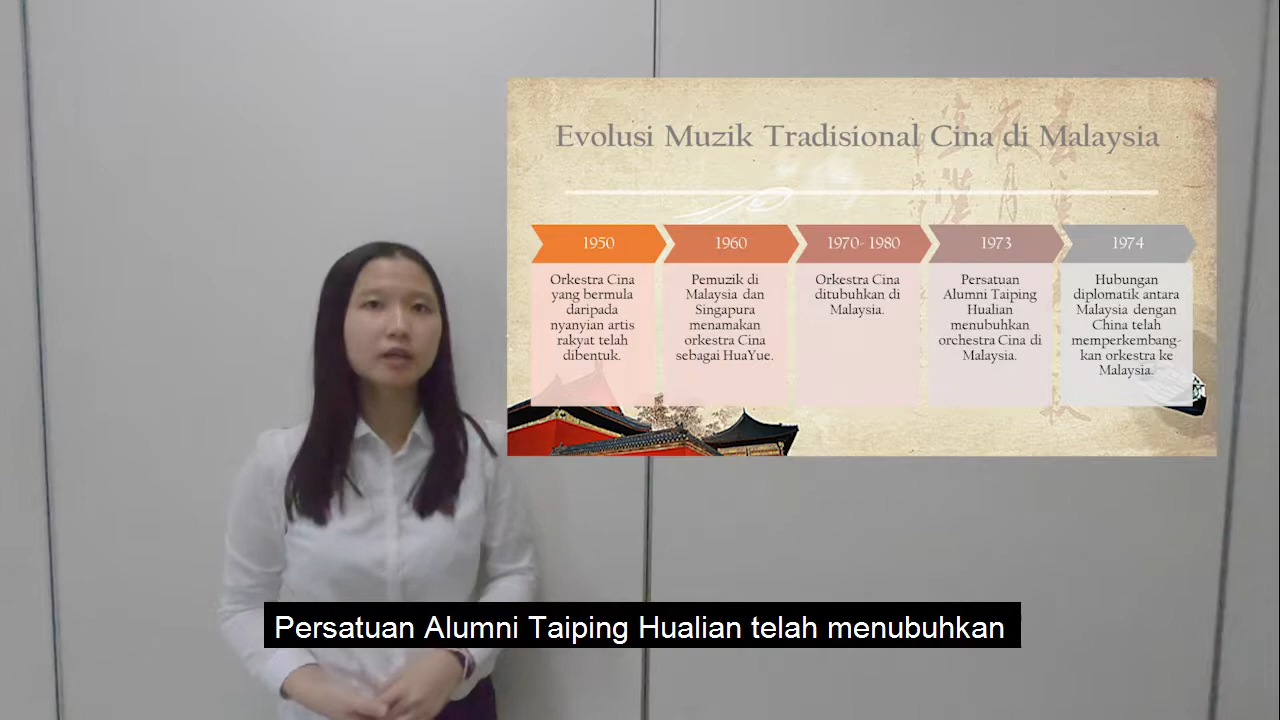 Evolusi Muzik Tradisional Cina di Malaysia
1950
Orkestra Cina
yang bermula
daripada
nyanyian artis
rakyat telah
dibentuk.
1960
Pemuzik di
Malaysia dan
Singapura
menamakan
orkestra Cina
sebagai HuaYue.
1970- 1980
Orkestra Cina
ditubuhkan di
Malaysia.
1973
Persatuan
Alumni Taiping
Hualian
menubuhkan
orchestra Cina di
Malaysia.
1974
Hubungan
diplomatik antara
Malaysia dengan
China telah
memperkembang-
kan orkestra ke
Malaysia.
Persatuan Alumni Taiping Hualian telah menubuhkan